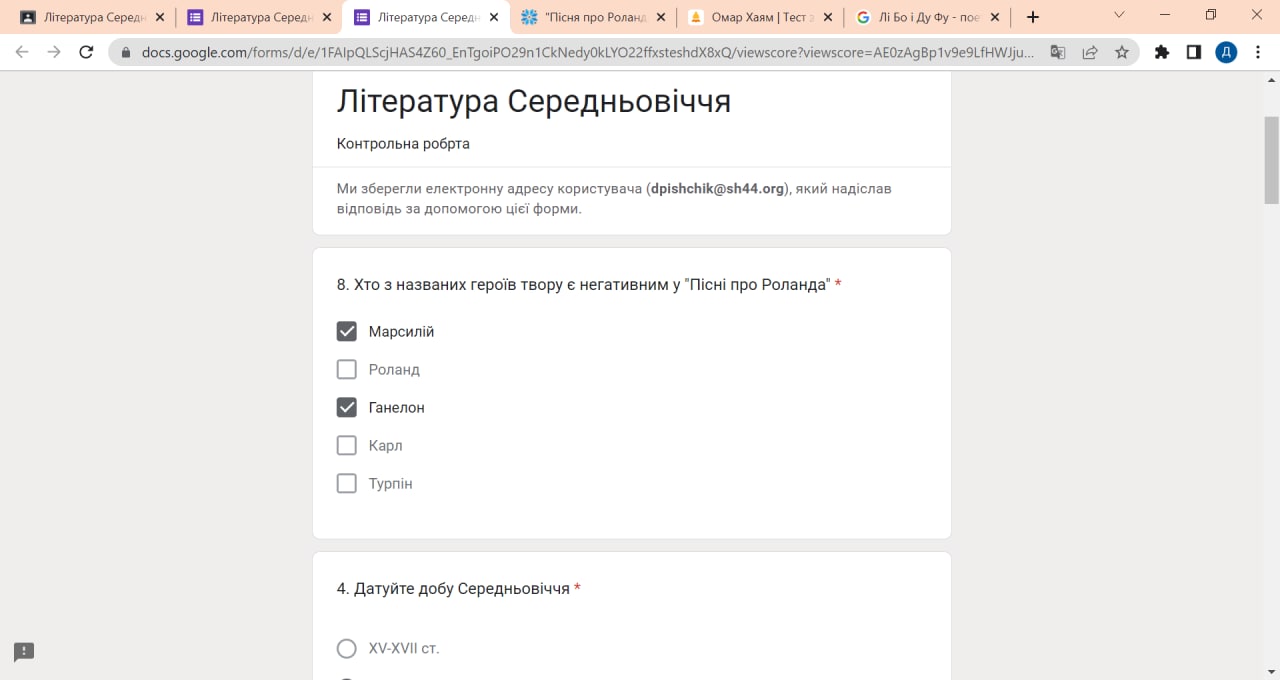 Література Середн
Література Середн
Література Середн
"Пісня про Роланд
Омар Хаям | Тест з
Лі Бо і Ду Фу - пое
docs.google.com/forms/d/e/1FAIpQLScjHAS4Z60_EnTgoiPO29n1CkNedy0kLYO22ffxsteshdX8xQ/viewscore?viewscore=AE0zAgBp1v9e9LfHWJju...
Д
Література Середньовіччя
Контрольна робрта
Ми зберегли електронну адресу користувача (dpishchik@sh44.org), який надіслав
відповідь за допомогою цієї форми.
8. Хто з названих героїв твору є негативним у "Пісні про Роланда" *
Марсилій
Роланд
Ганелон
Карл
Турпін
4. Датуйте добу Середньовіччя *
XV-XVII ст.